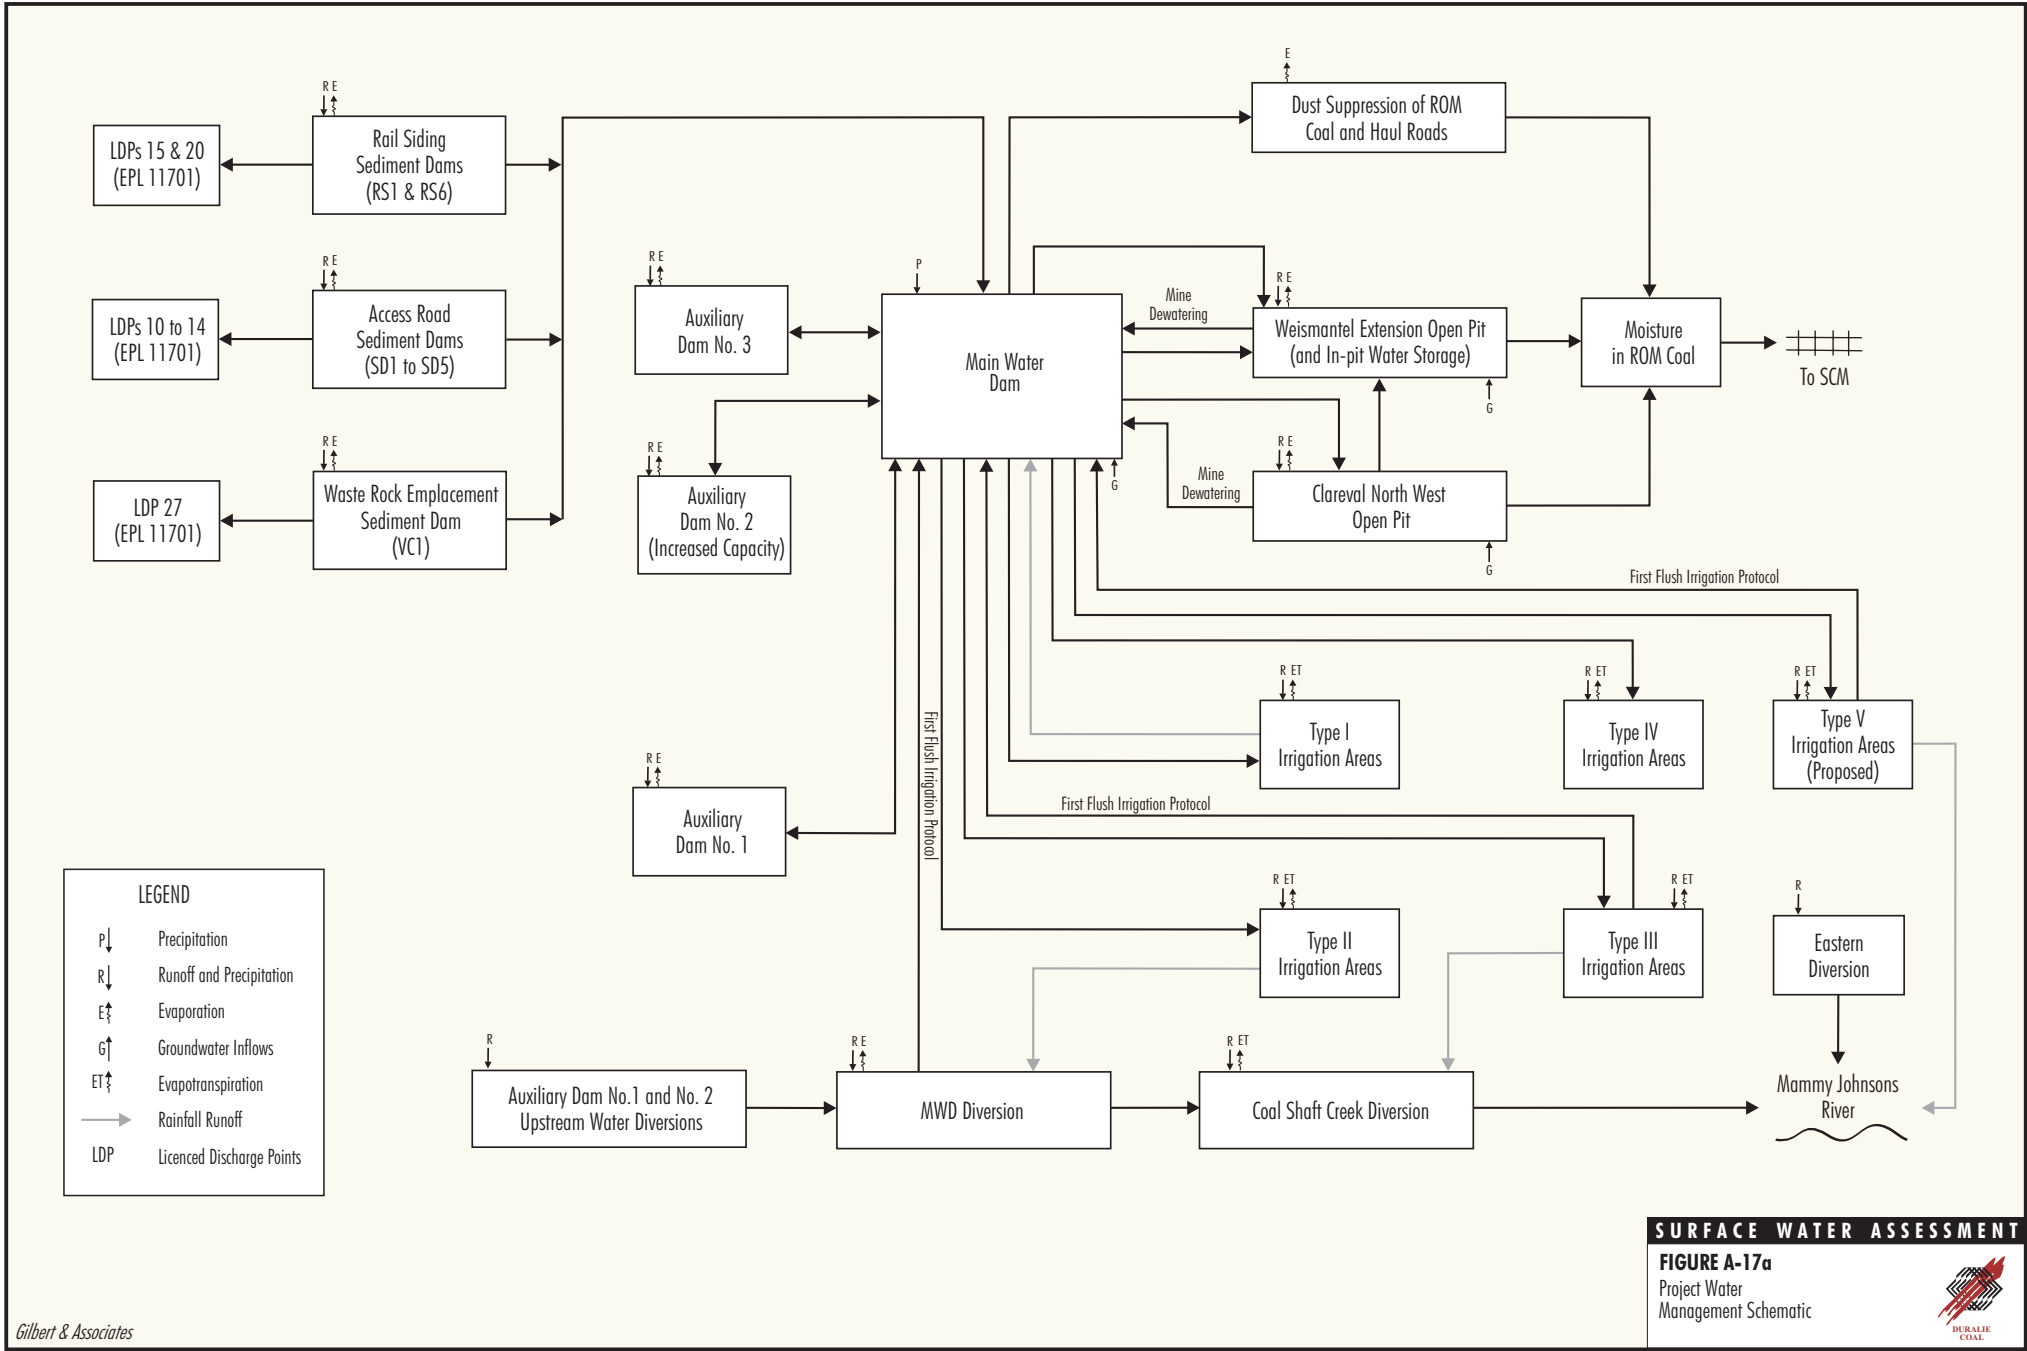 E
R E
Dust Suppression of ROM
Coal and Haul Roads
LDPs 15 & 20
(EPL 11701)
Rail Siding
Sediment Dams
(RS1 & RS6)
R E
LDPs 10 to 14
(EPL 11701)
Access Road
Sediment Dams
(SD1 to SD5)
R E
Auxiliary
Dam No. 3
P
Main Water
Dam
G
Mine
Dewatering
R E
Weismantel Extension Open Pit
(and In-pit Water Storage)
G
Moisture
in ROM Coal
To SCM
R E
LDP 27
(EPL 11701)
Waste Rock Emplacement
Sediment Dam
(VC1)
R E
Auxiliary
Dam No. 2
(Increased Capacity)
Mine
Dewatering
R E
Clareval North West
Open Pit
G
First Flush Irrigation Protocol
R ET
Type I
Irrigation Areas
R ET
Type IV
Irrigation Areas
R ET
Type V
Irrigation Areas
(Proposed)
First Flush Irrigation Protocol
R E
Auxiliary
Dam No. 1
First Flush Irrigation Protocol
R ET
Type II
Irrigation Areas
R ET
Type III
Irrigation Areas
R
Eastern
Diversion
R
Auxiliary Dam No.1 and No. 2
Upstream Water Diversions
R E
MWD Diversion
R ET
Coal Shaft Creek Diversion
Mammy Johnsons
River
LEGEND
P Precipitation
R Runoff and Precipitation
E Evaporation
G Groundwater Inflows
ET Evapotranspiration
Rainfall Runoff
LDP Licenced Discharge Points
SURFACE WATER ASSESSMENT
FIGURE A-17a
Project Water
Management Schematic
DURALIE
COAL
Gilbert & Associates